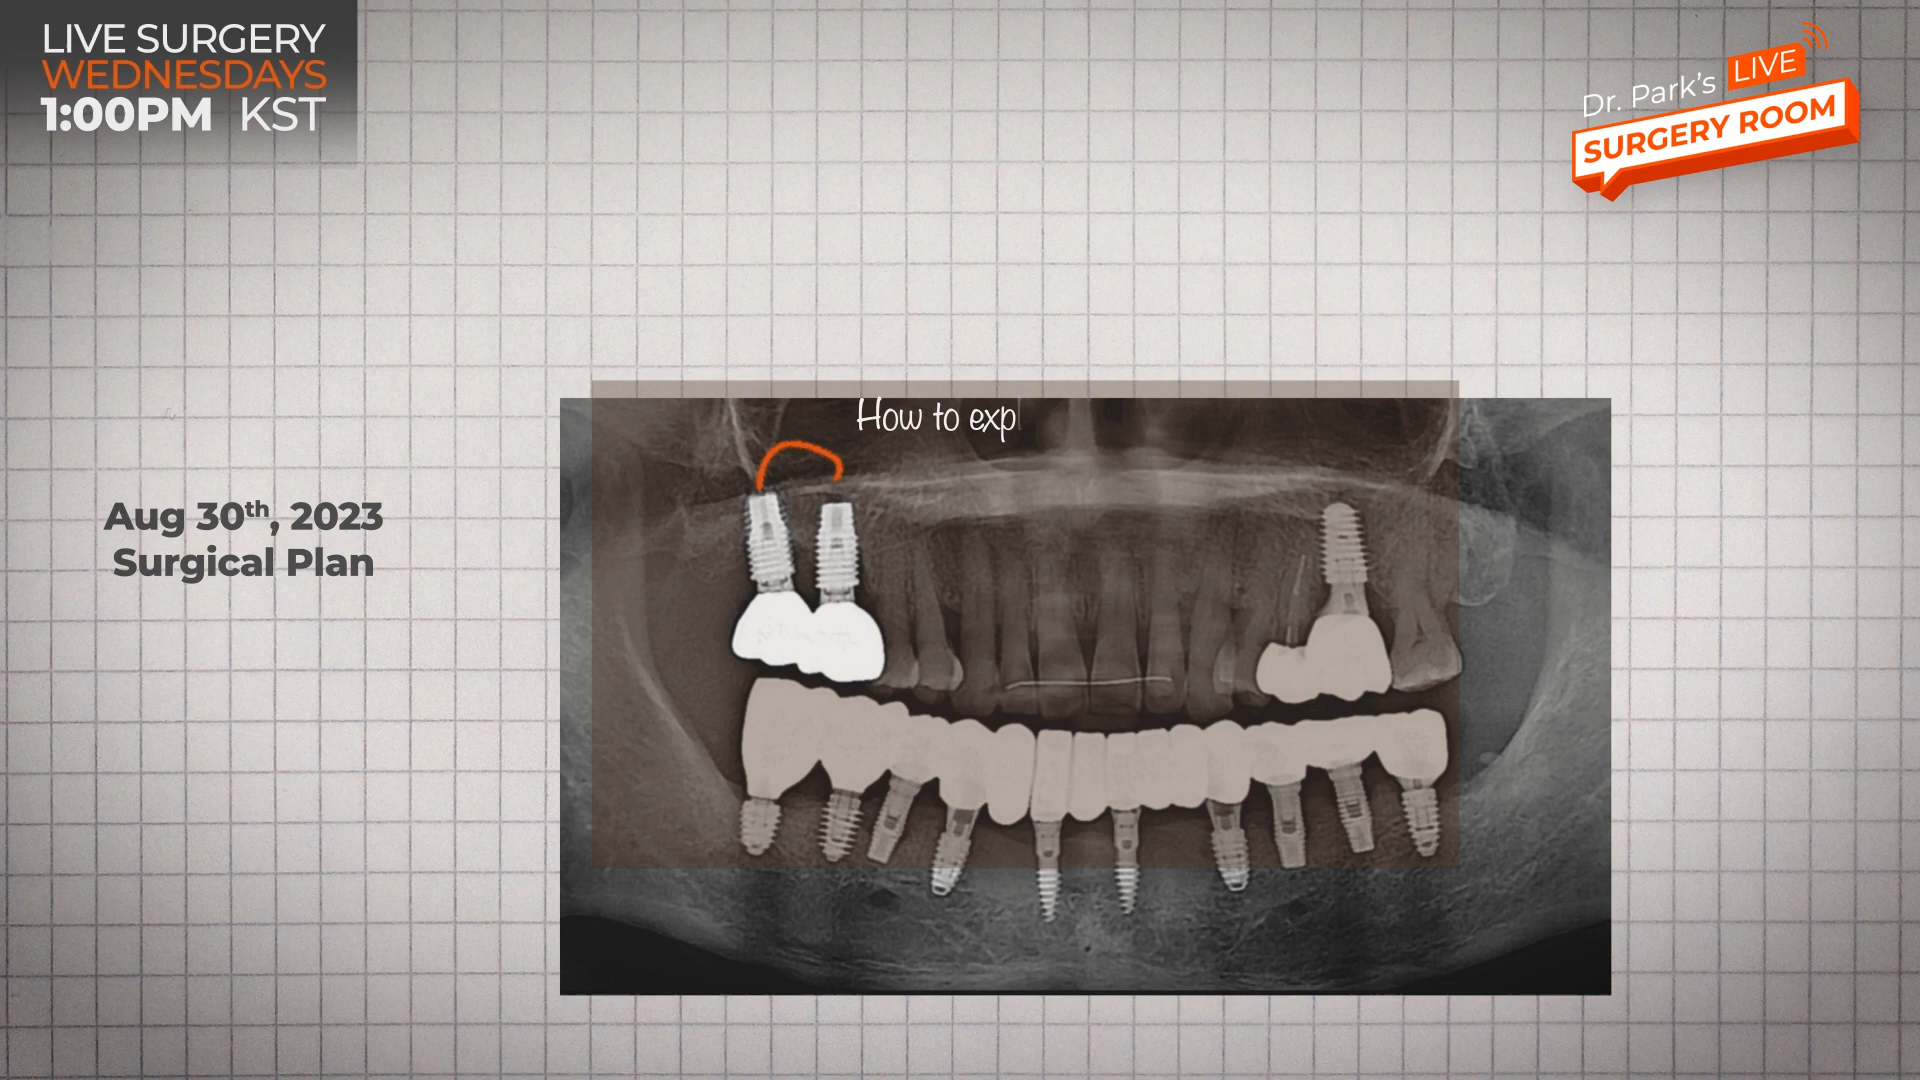 LIVE SURGERY
WEDNESDAYS
1:00PM KST
Dr. Park's LIVE
SURGERY ROOM
How to exp
Aug 30th, 2023
Surgical Plan